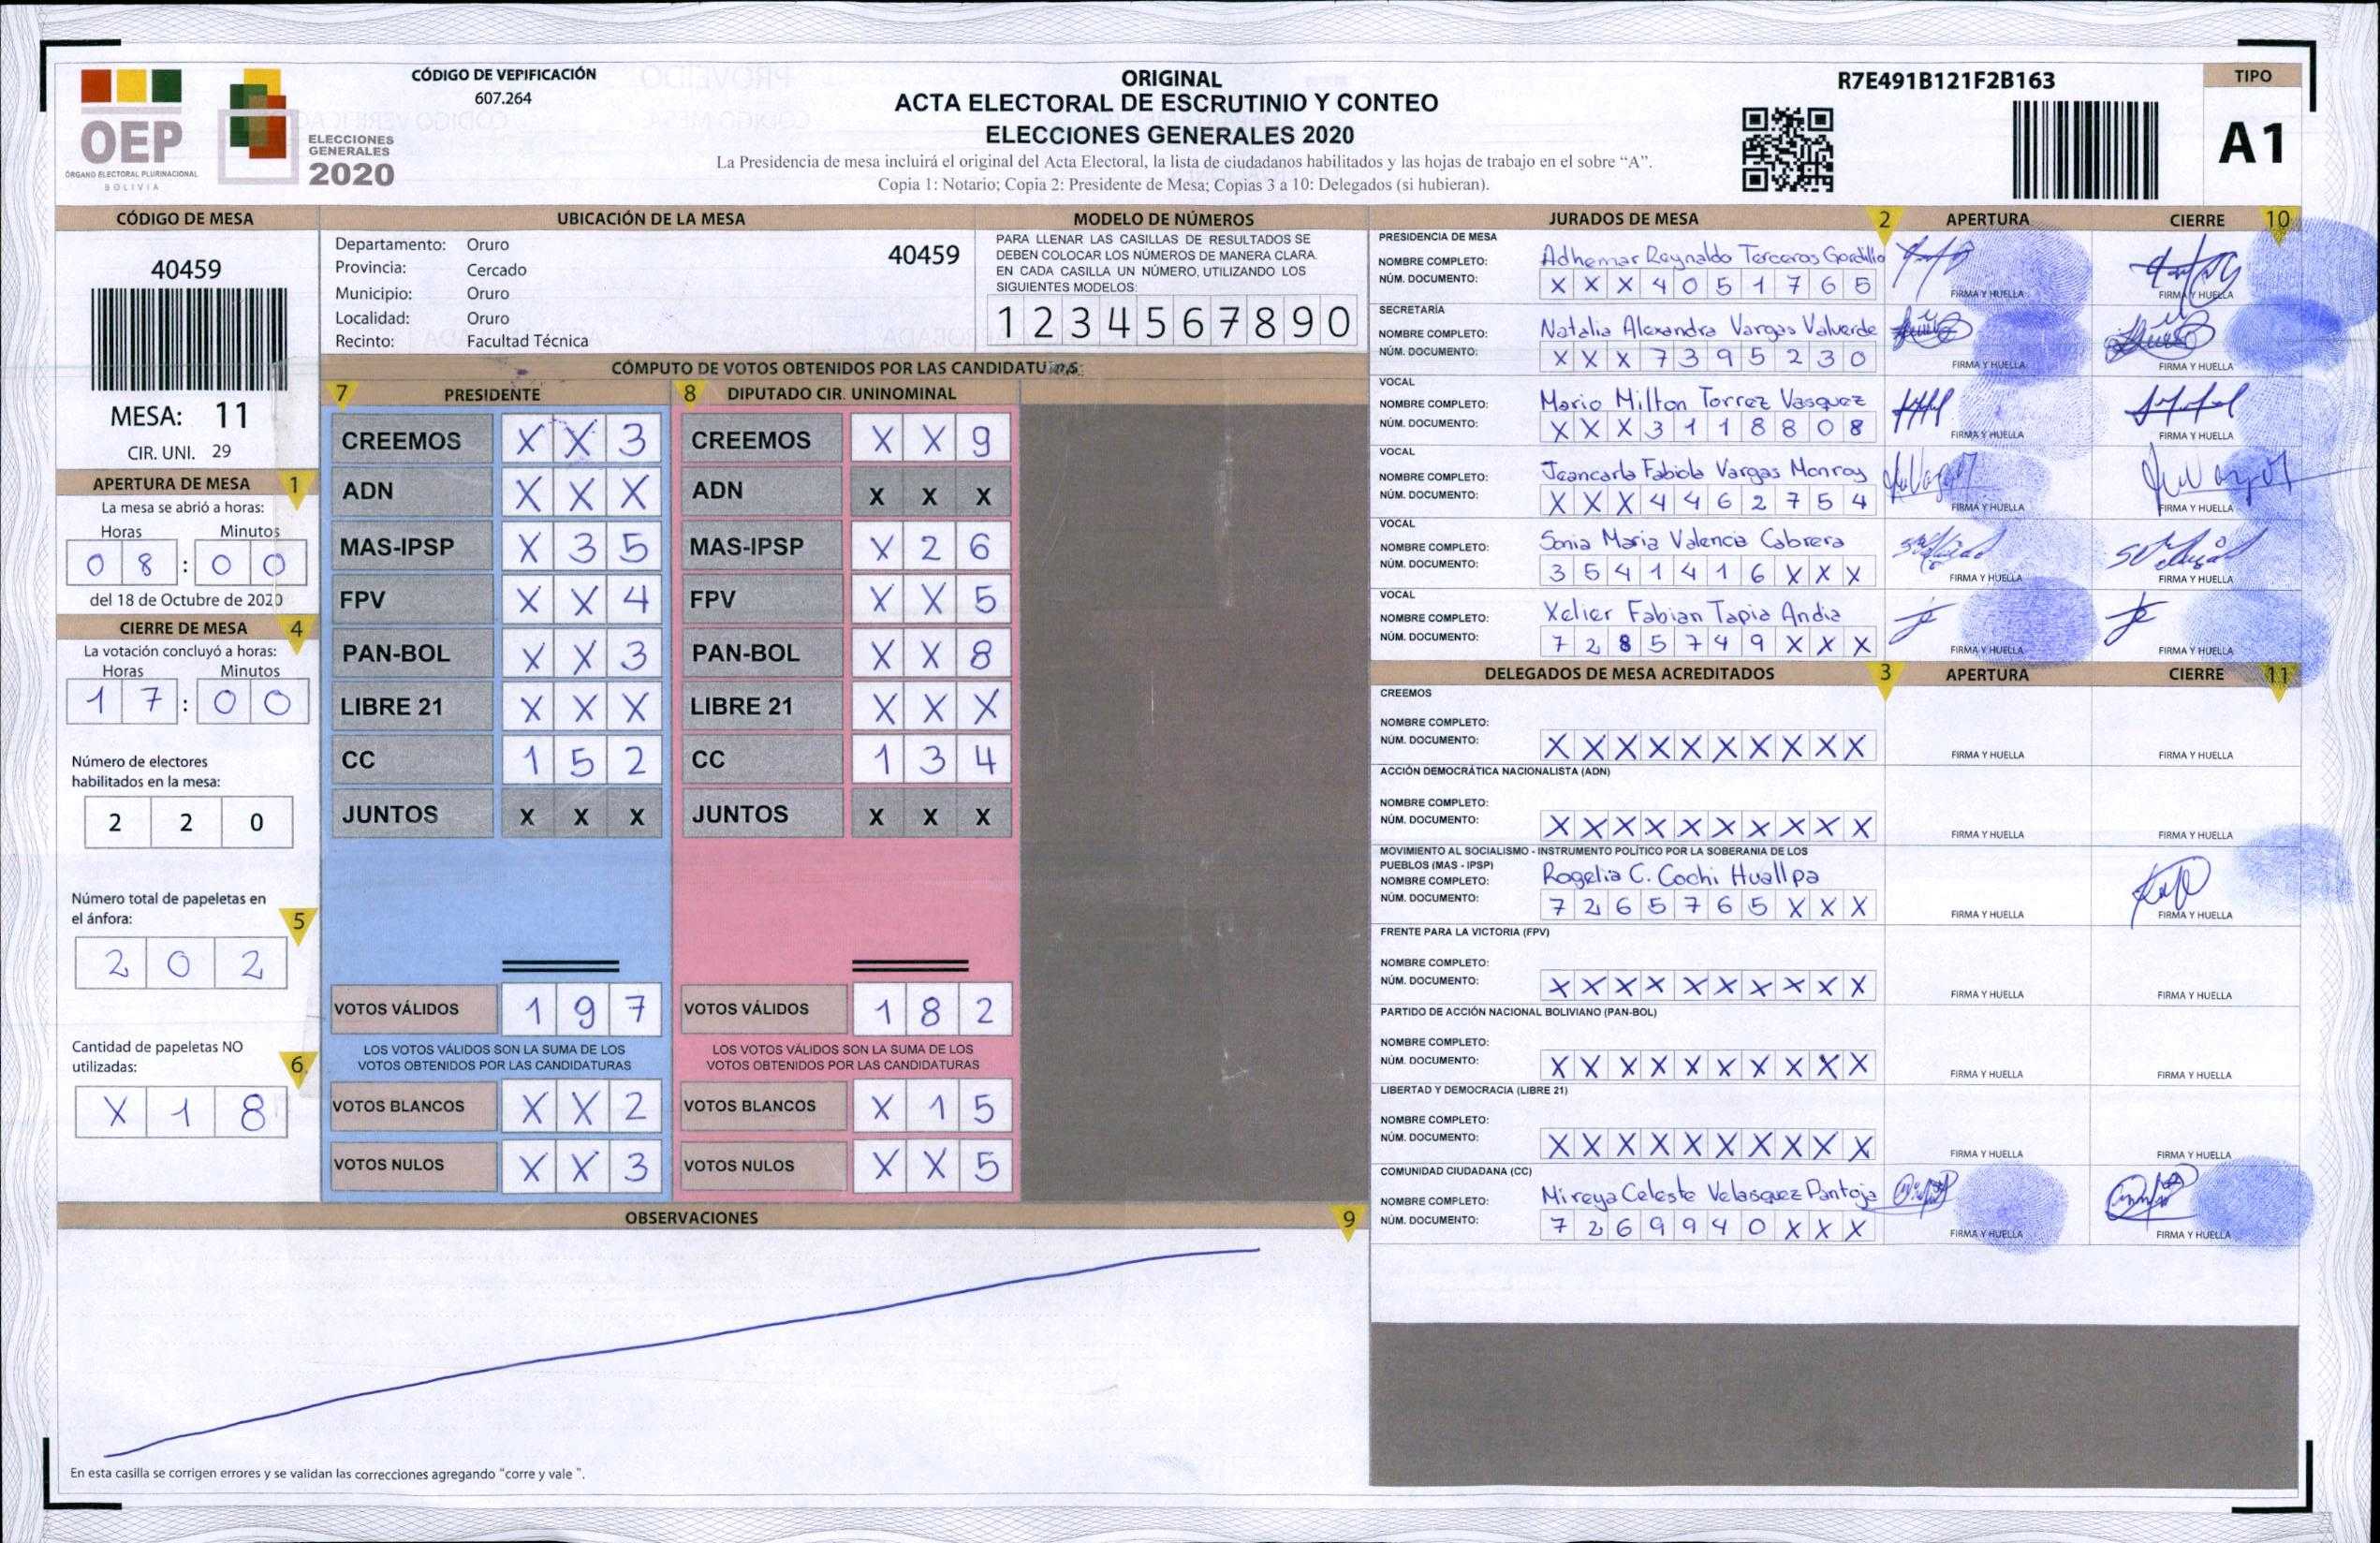 CÓDIGO DE VEPIFICACIÓN
607.264
OEP
ÓRGANO ELECTORAL PLURINACIONAL
BOLIVIA
ELECCIONES
GENERALES
2020
ORIGINAL
ACTA ELECTORAL DE ESCRUTINIO Y CONTEO
ELECCIONES GENERALES 2020
La Presidencia de mesa incluirá el original del Acta Electoral, la lista de ciudadanos habilitados y las hojas de trabajo en el sobre “A”.
Copia 1: Notario; Copia 2: Presidente de Mesa; Copias 3 a 10: Delegados (si hubieran).
R7E491B121F2B163
TIPO
A1
CÓDIGO DE MESA
40459
MESA: 11
CIR. UNI. 29
APERTURA DE MESA 1
La mesa se abrió a horas:
Horas Minutos
0 8 : 0 0
del 18 de Octubre de 2020
CIERRE DE MESA 4
La votación concluyó a horas:
Horas Minutos
1 7 : 0 0
Número de electores
habilitados en la mesa:
2 2 0
Número total de papeletas en
el ánfora: 5
2 0 2
Cantidad de papeletas NO
utilizadas: 6
X 1 8
UBICACIÓN DE LA MESA
Departamento: Oruro 40459
Provincia: Cercado
Municipio: Oruro
Localidad: Oruro
Recinto: Facultad Técnica
MODELO DE NÚMEROS
PARA LLENAR LAS CASILLAS DE RESULTADOS SE
DEBEN COLOCAR LOS NÚMEROS DE MANERA CLARA.
EN CADA CASILLA UN NÚMERO, UTILIZANDO LOS
SIGUIENTES MODELOS:
1 2 3 4 5 6 7 8 9 0
CÓMPUTO DE VOTOS OBTENIDOS POR LAS CANDIDATURAS
7 PRESIDENTE
CREEMOS X X 3
ADN X X X
MAS-IPSP X 3 5
FPV X X 4
PAN-BOL X X 3
LIBRE 21 X X X
CC 1 5 2
JUNTOS X X X
VOTOS VÁLIDOS 1 9 7
LOS VOTOS VÁLIDOS SON LA SUMA DE LOS
VOTOS OBTENIDOS POR LAS CANDIDATURAS
VOTOS BLANCOS X X 2
VOTOS NULOS X X 3
8 DIPUTADO CIR. UNINOMINAL
CREEMOS X X 9
ADN X X X
MAS-IPSP X 2 6
FPV X X 5
PAN-BOL X X 8
LIBRE 21 X X X
CC 1 3 4
JUNTOS X X X
VOTOS VÁLIDOS 1 8 2
LOS VOTOS VÁLIDOS SON LA SUMA DE LOS
VOTOS OBTENIDOS POR LAS CANDIDATURAS
VOTOS BLANCOS X 1 5
VOTOS NULOS X X 5
OBSERVACIONES 9
En esta casilla se corrigen errores y se validan las correcciones agregando "corre y vale ".
JURADOS DE MESA 2 APERTURA CIERRE 10
PRESIDENCIA DE MESA
NOMBRE COMPLETO: Adhemar Reynaldo Terceros Gordillo
NÚM. DOCUMENTO: X X X 4 0 5 1 7 6 5 FIRMA Y HUELLA FIRMA Y HUELLA
SECRETARÍA
NOMBRE COMPLETO: Natalia Alexandra Vargas Valverde
NÚM. DOCUMENTO: X X X 7 3 9 5 2 3 0 FIRMA Y HUELLA FIRMA Y HUELLA
VOCAL
NOMBRE COMPLETO: Mario Milton Torrez Vasquez
NÚM. DOCUMENTO: X X X 3 1 1 8 8 0 8 FIRMA Y HUELLA FIRMA Y HUELLA
VOCAL
NOMBRE COMPLETO: Jeancarla Fabiola Vargas Monroy
NÚM. DOCUMENTO: X X X 4 4 6 2 7 5 4 FIRMA Y HUELLA FIRMA Y HUELLA
VOCAL
NOMBRE COMPLETO: Sonia Maria Valencia Cabrera
NÚM. DOCUMENTO: 3 5 4 1 4 1 6 X X X FIRMA Y HUELLA FIRMA Y HUELLA
VOCAL
NOMBRE COMPLETO: Xelier Fabian Tapia Andia
NÚM. DOCUMENTO: 7 2 8 5 7 4 9 X X X FIRMA Y HUELLA FIRMA Y HUELLA
DELEGADOS DE MESA ACREDITADOS 3 APERTURA CIERRE 11
CREEMOS
NOMBRE COMPLETO:
NÚM. DOCUMENTO: X X X X X X X X X X FIRMA Y HUELLA FIRMA Y HUELLA
ACCIÓN DEMOCRÁTICA NACIONALISTA (ADN)
NOMBRE COMPLETO:
NÚM. DOCUMENTO: X X X X X X X X X X FIRMA Y HUELLA FIRMA Y HUELLA
MOVIMIENTO AL SOCIALISMO - INSTRUMENTO POLÍTICO POR LA SOBERANIA DE LOS
PUEBLOS (MAS - IPSP)
NOMBRE COMPLETO: Rogelia C. Cochi Huallpa
NÚM. DOCUMENTO: 7 2 6 5 7 6 5 X X X FIRMA Y HUELLA FIRMA Y HUELLA
FRENTE PARA LA VICTORIA (FPV)
NOMBRE COMPLETO:
NÚM. DOCUMENTO: X X X X X X X X X X FIRMA Y HUELLA FIRMA Y HUELLA
PARTIDO DE ACCIÓN NACIONAL BOLIVIANO (PAN-BOL)
NOMBRE COMPLETO:
NÚM. DOCUMENTO: X X X X X X X X X X FIRMA Y HUELLA FIRMA Y HUELLA
LIBERTAD Y DEMOCRACIA (LIBRE 21)
NOMBRE COMPLETO:
NÚM. DOCUMENTO: X X X X X X X X X X FIRMA Y HUELLA FIRMA Y HUELLA
COMUNIDAD CIUDADANA (CC)
NOMBRE COMPLETO: Mireya Celeste Velasquez Pantoja
NÚM. DOCUMENTO: 7 2 6 9 9 4 0 X X X FIRMA Y HUELLA FIRMA Y HUELLA